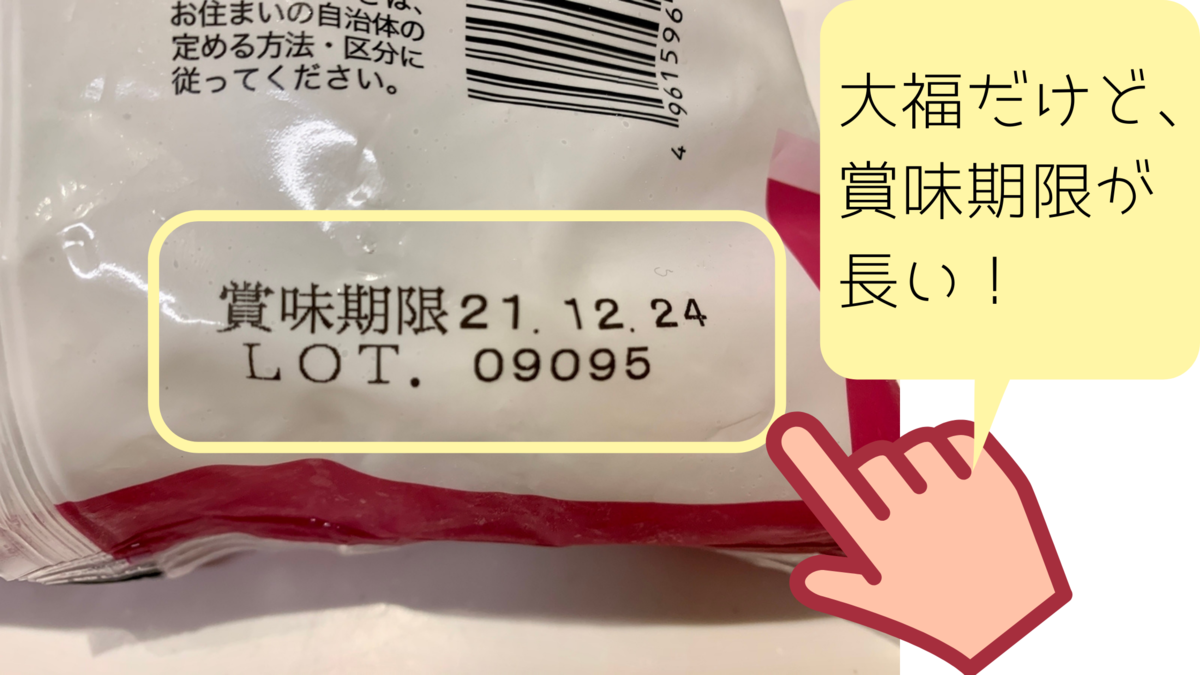 お住まいの自治体の
定める方法・区分に
従ってください。
4961596
賞味期限21.12.24
LOT. 09095
大福だけど、
賞味期限が
長い！